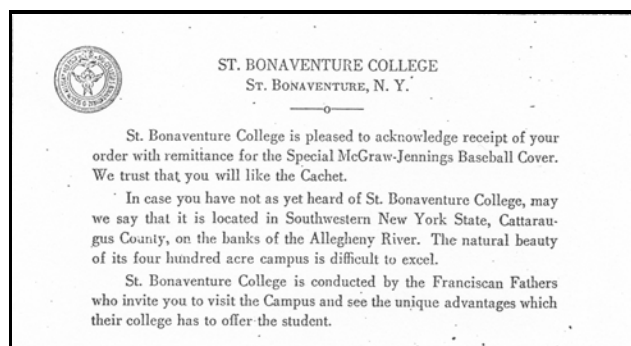 ST. BONAVENTURE COLLEGE
ST. BONAVENTURE, N. Y.
St. Bonaventure College is pleased to acknowledge receipt of your
order with remittance for the Special McGraw-Jennings Baseball Cover.
We trust that you will like the Cachet.
In case you have not as yet heard of St. Bonaventure College, may
we say that it is located in Southwestern New York State, Cattarau-
gus County, on the banks of the Allegheny River. The natural beauty
of its four hundred acre campus is difficult to excel.
St. Bonaventure College is conducted by the Franciscan Fathers
who invite you to visit the Campus and see the unique advantages which
their college has to offer the student.